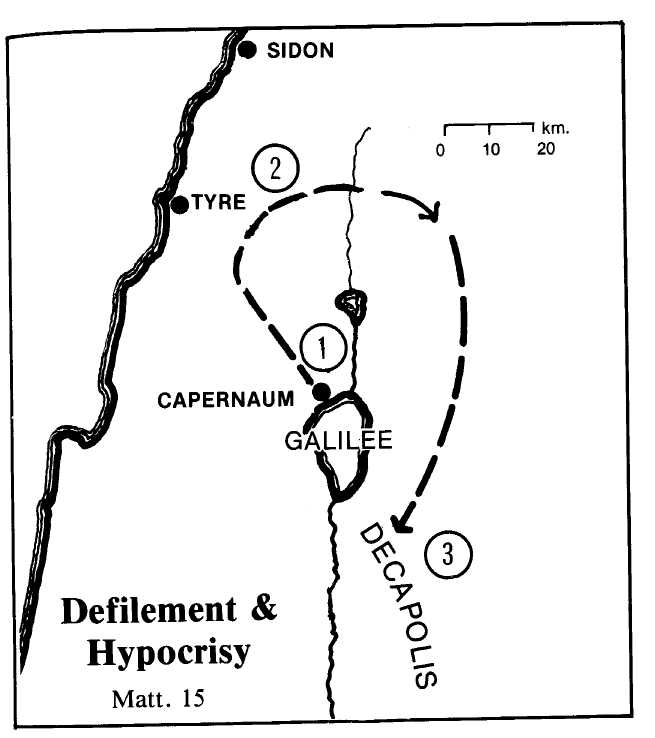 SIDON
km.
0 10 20
2
TYRE
1
CAPERNAUM
GALILEE
3
DECAPOLIS
Defilement &
Hypocrisy
Matt. 15